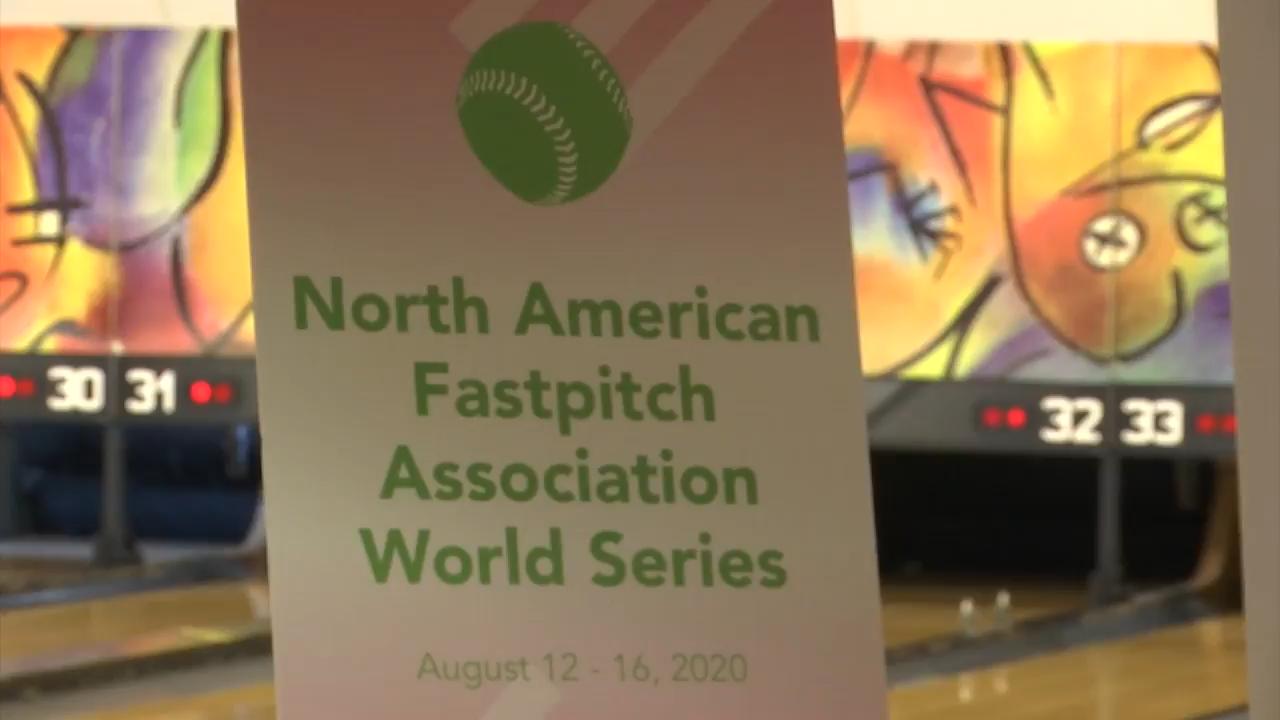 North American
Fastpitch
Association
World Series
August 12 - 16, 2020
30 31
32 33